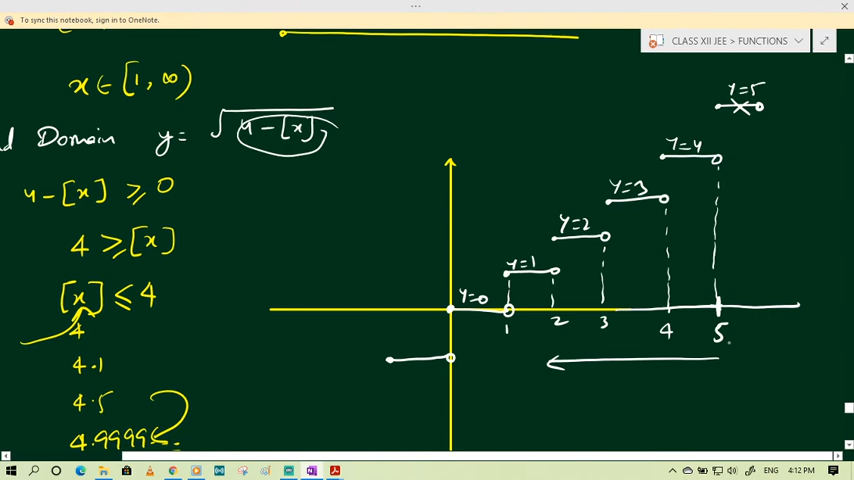 To sync this notebook, sign in to OneNote.
CLASS XII JEE > FUNCTIONS
x ∈ [1, ∞)
d Domain y = √4-[x]
4-[x] ≥ 0
4 ≥ [x]
[x] ≤ 4
4
4.1
4.5
4.9999
y=5
y=4
y=3
y=2
y=1
y=0
1 2 3 4 5
ENG 4:12 PM